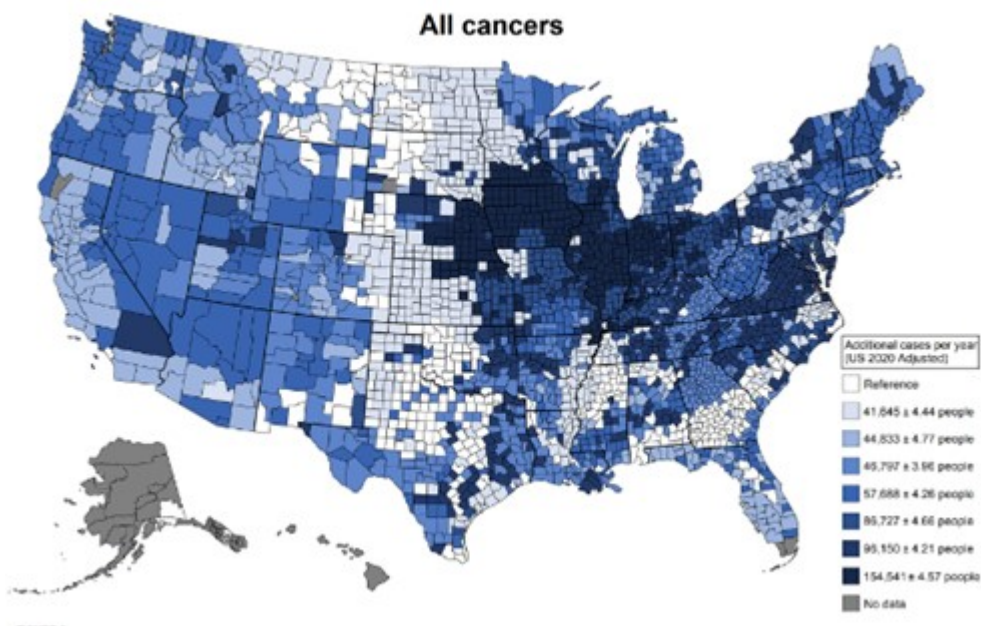 All cancers
Additional cases per year
(US 2020 Adjusted)
Reference
41,645 ± 4.44 people
44,833 ± 4.77 people
46,797 ± 3.96 people
57,688 ± 4.26 people
86,727 ± 4.66 people
96,150 ± 4.21 people
154,541 ± 4.57 people
No data